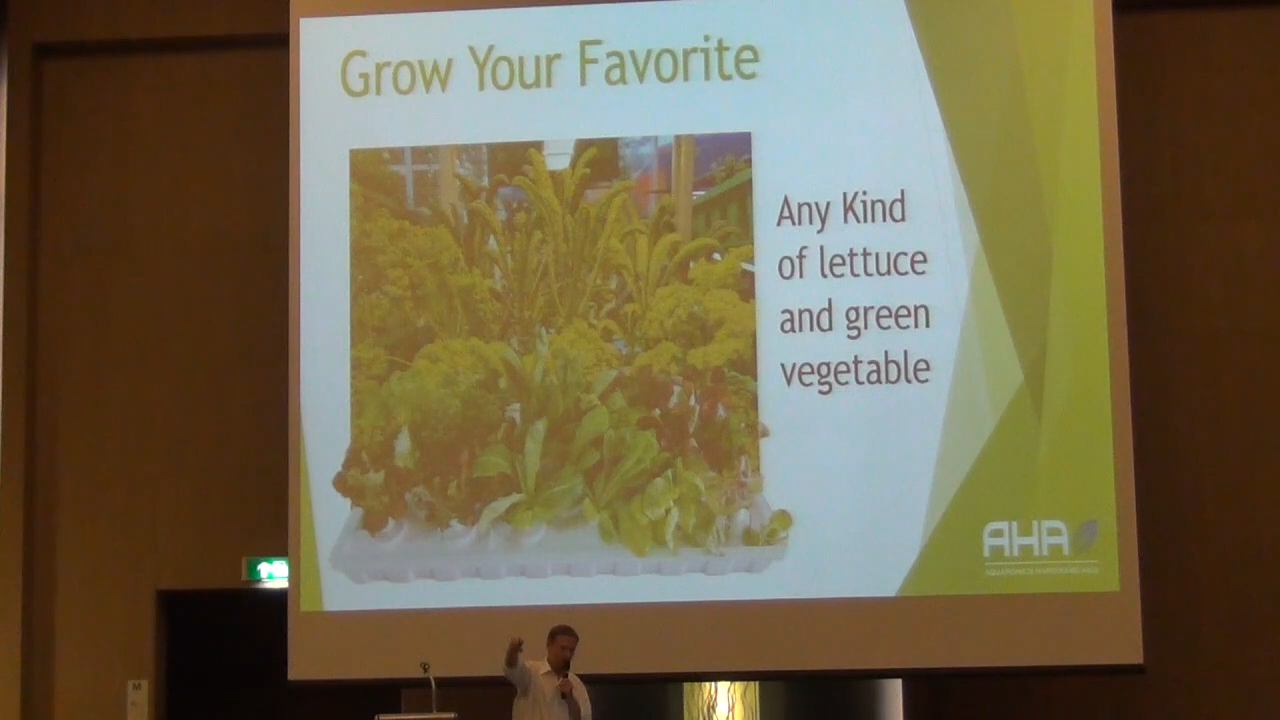 Grow Your Favorite
Any Kind
of lettuce
and green
vegetable
AHA
M